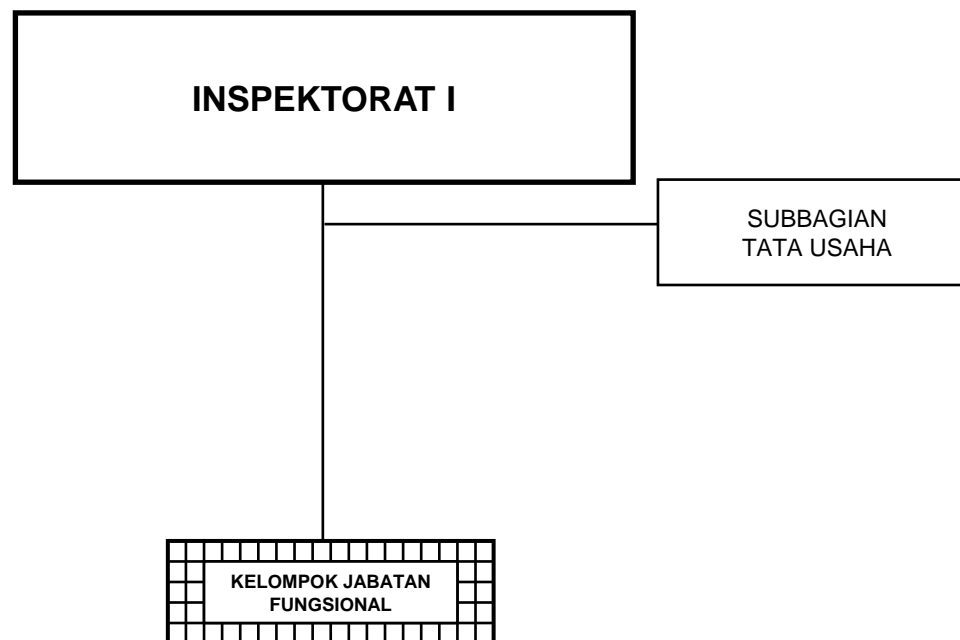 INSPEKTORAT I
SUBBAGIAN
TATA USAHA
KELOMPOK JABATAN
FUNGSIONAL